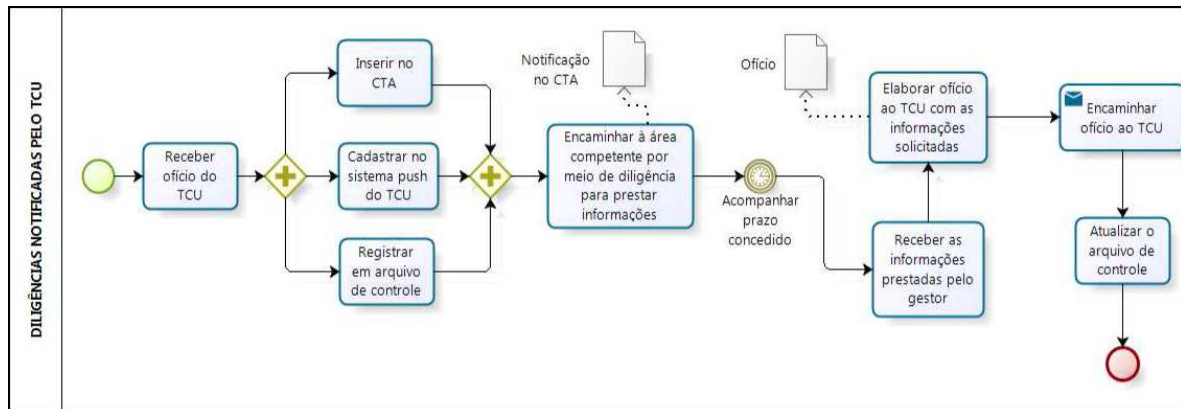 DILIGÊNCIAS NOTIFICADAS PELO TCU
Receber
ofício do
TCU
Inserir no
CTA
Cadastrar no
sistema push
do TCU
Registrar
em arquivo
de controle
Notificação
no CTA
Encaminhar à área
competente por
meio de diligência
para prestar
informações
Acompanhar
prazo
concedido
Receber as
informações
prestadas pelo
gestor
Ofício
Elaborar ofício
ao TCU com as
informações
solicitadas
Encaminhar
ofício ao TCU
Atualizar o
arquivo de
controle